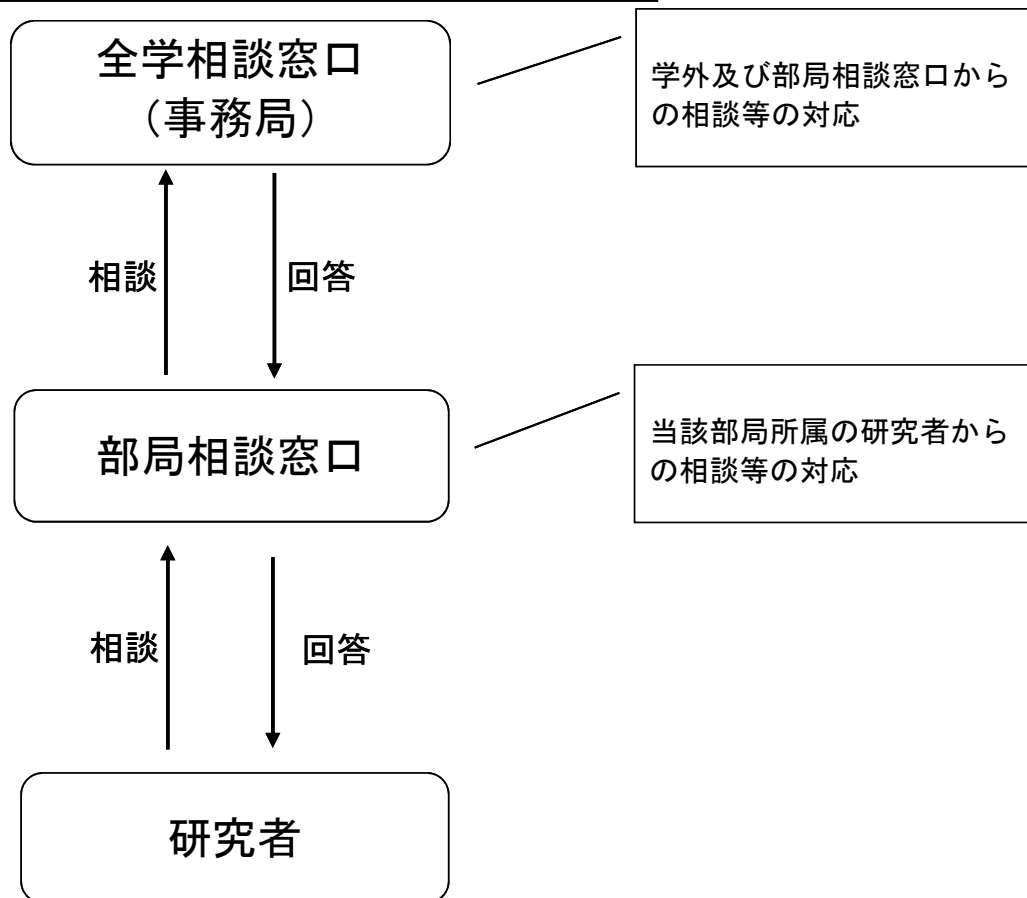 全学相談窓口
（事務局）
学外及び部局相談窓口から
の相談等の対応
相談
回答
部局相談窓口
当該部局所属の研究者から
の相談等の対応
相談
回答
研究者